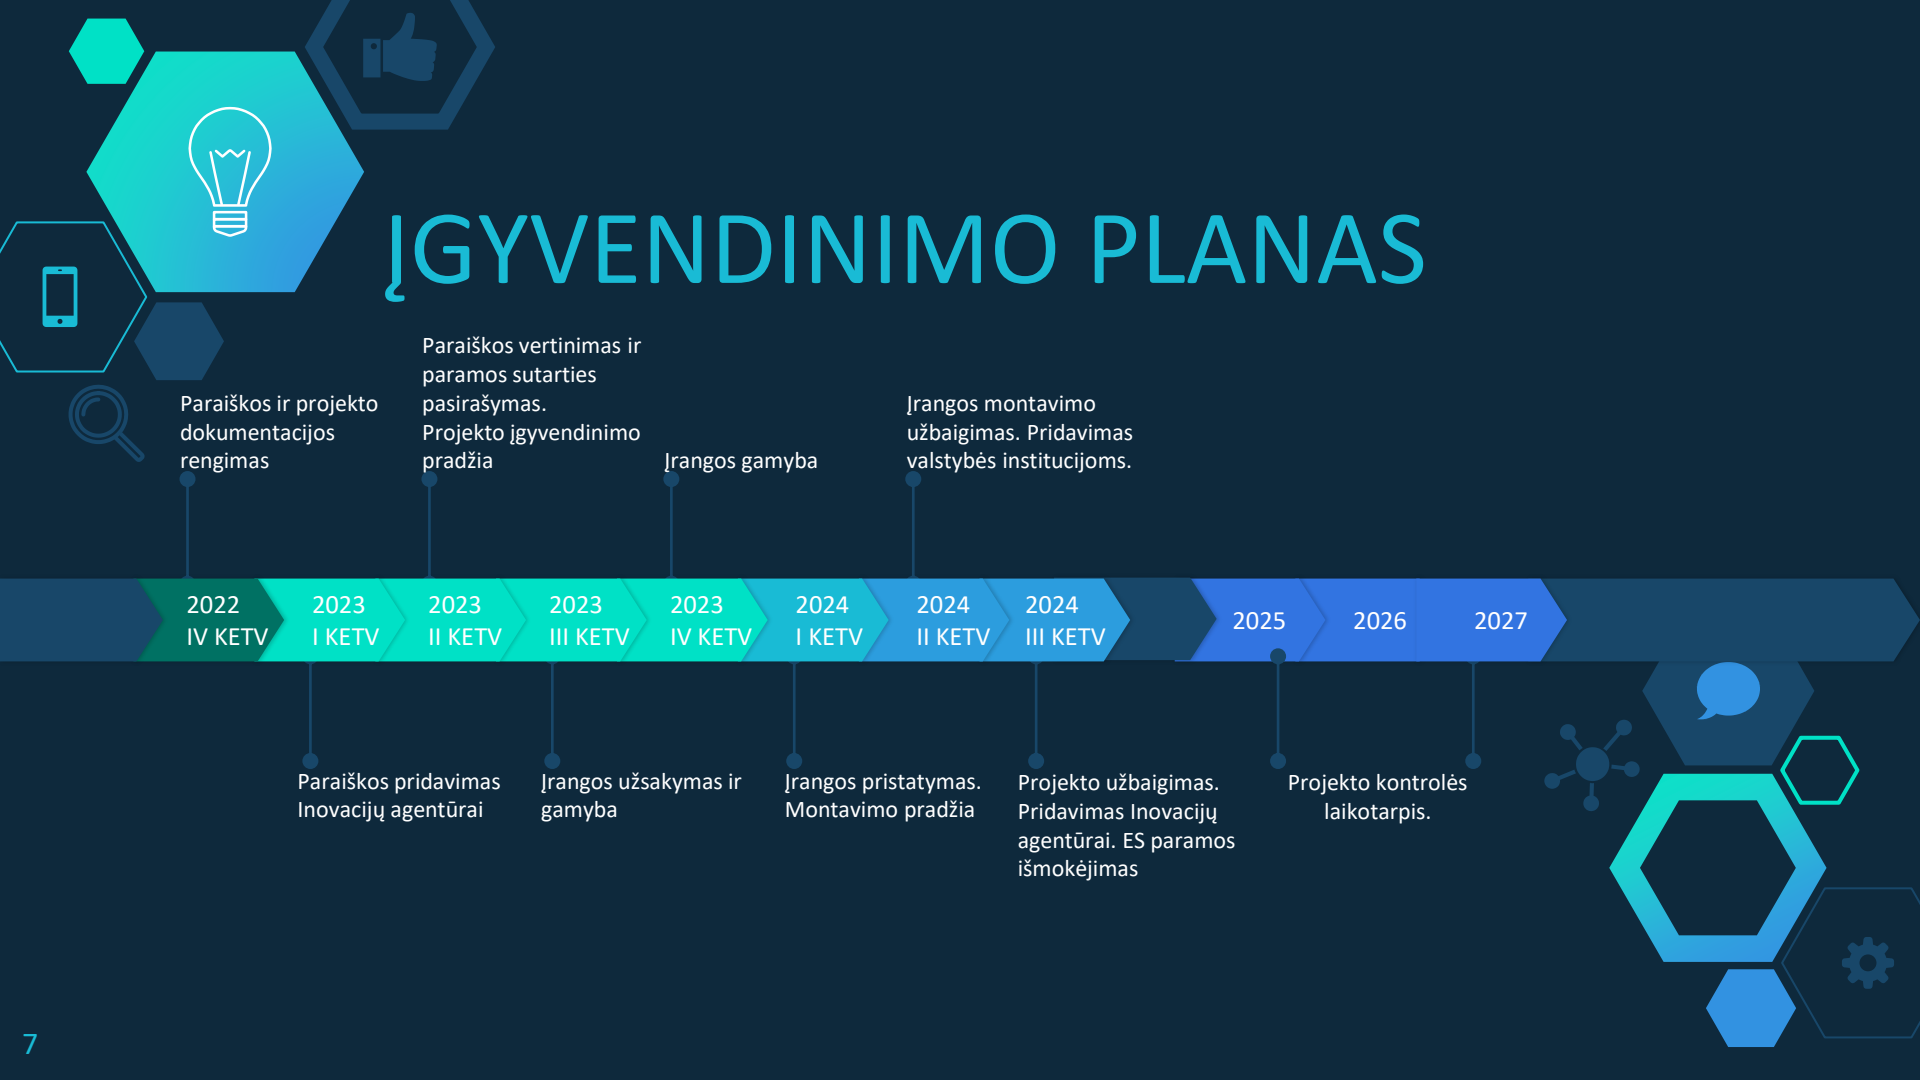 ĮGYVENDINIMO PLANAS
Paraiškos ir projekto
dokumentacijos
rengimas
Paraiškos vertinimas ir
paramos sutarties
pasirašymas.
Projekto įgyvendinimo
pradžia
Įrangos gamyba
Įrangos montavimo
užbaigimas. Pridavimas
valstybės institucijoms.
2022
IV KETV
2023
I KETV
2023
II KETV
2023
III KETV
2023
IV KETV
2024
I KETV
2024
II KETV
2024
III KETV
2025
2026
2027
Paraiškos pridavimas
Inovacijų agentūrai
Įrangos užsakymas ir
gamyba
Įrangos pristatymas.
Montavimo pradžia
Projekto užbaigimas.
Pridavimas Inovacijų
agentūrai. ES paramos
išmokėjimas
Projekto kontrolės
laikotarpis.
7